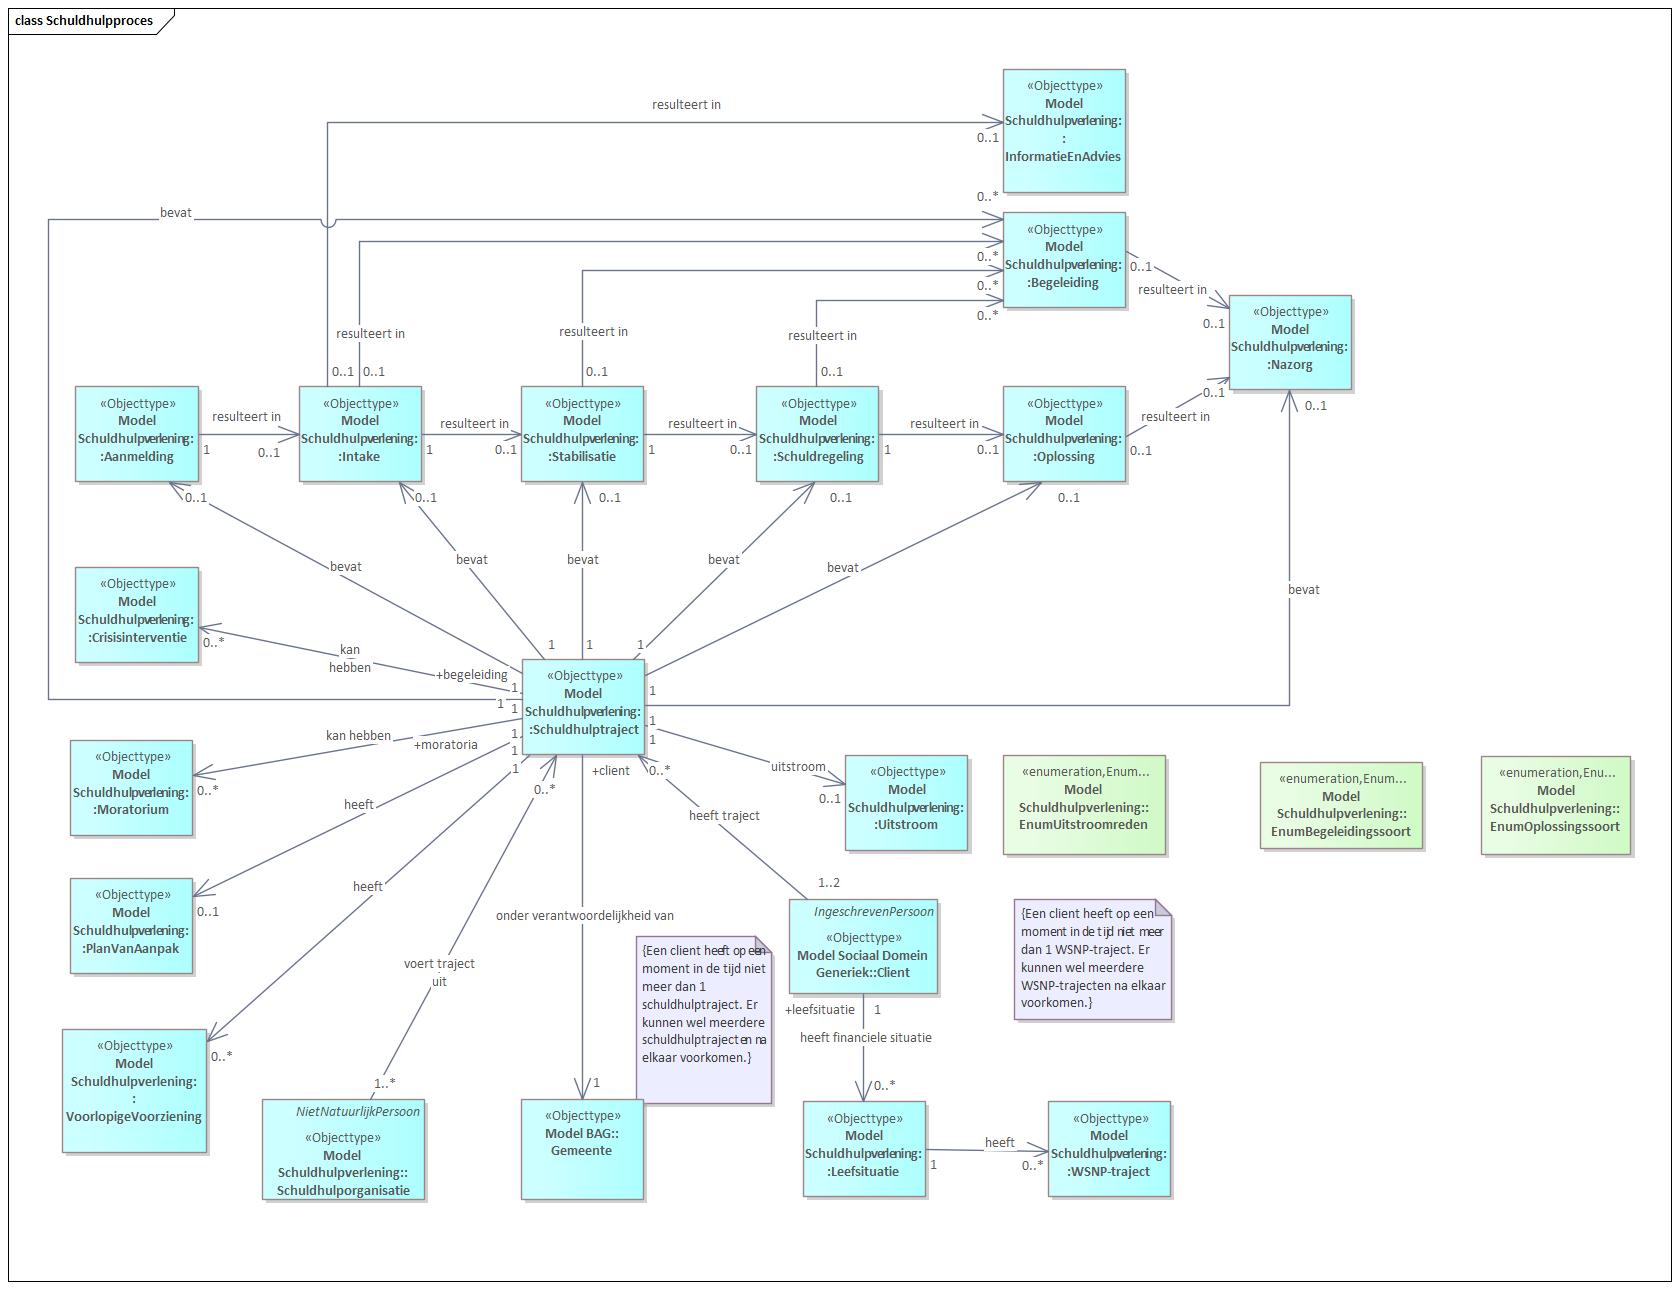 class Schuldhulpproces
resulteert in
0..1
«Objecttype»
Model
Schuldhulpverlening:
:
InformatieEnAdvies
0..*
bevat
«Objecttype»
Model
Schuldhulpverlening:
:Begeleiding
0..*
0..*
0..*
0..1
resulteert in
0..1
«Objecttype»
Model
Schuldhulpverlening:
:Nazorg
resulteert in
resulteert in
resulteert in
0..1
0..1
0..1
0..1
0..1
0..1
«Objecttype»
Model
Schuldhulpverlening:
:Aanmelding
resulteert in
1
0..1
«Objecttype»
Model
Schuldhulpverlening:
:Intake
resulteert in
1
0..1
«Objecttype»
Model
Schuldhulpverlening:
:Stabilisatie
resulteert in
1
0..1
«Objecttype»
Model
Schuldhulpverlening:
:Schuldregeling
resulteert in
1
0..1
«Objecttype»
Model
Schuldhulpverlening:
:Oplossing
resulteert in
0..1
0..1
0..1
0..1
0..1
0..1
bevat
bevat
bevat
bevat
bevat
bevat
«Objecttype»
Model
Schuldhulpverlening:
:Crisisinterventie
0..*
kan
hebben
+begeleiding
1
1
1
1
1
1
«Objecttype»
Model
Schuldhulpverlening:
:Schuldhulptraject
1
1
1
1
1
1
kan hebben
+moratoria
«Objecttype»
Model
Schuldhulpverlening:
:Moratorium
0..*
heeft
0..*
+client
0..*
heeft traject
uitstroom
0..1
«Objecttype»
Model
Schuldhulpverlening:
:Uitstroom
«enumeration,Enum...
Model
Schuldhulpverlening::
EnumUitstroomreden
«enumeration,Enum...
Model
Schuldhulpverlening::
EnumBegeleidingssoort
«enumeration,Enu...
Model
Schuldhulpverlening::
EnumOplossingssoort
«Objecttype»
Model
Schuldhulpverlening:
:PlanVanAanpak
0..1
heeft
onder verantwoordelijkheid van
voert traject
uit
1..2
IngeschrevenPersoon
«Objecttype»
Model Sociaal Domein
Generiek::Client
{Een client heeft op een
moment in de tijd niet meer
dan 1 WSNP-traject. Er
kunnen wel meerdere
WSNP-trajecten na elkaar
voorkomen.}
{Een client heeft op een
moment in de tijd niet
meer dan 1
schuldhulptraject. Er
kunnen wel meerdere
schuldhulptrajecten na
elkaar voorkomen.}
+leefsituatie
1
heeft financiele situatie
0..*
«Objecttype»
Model
Schuldhulpverlening:
:
VoorlopigeVoorziening
0..*
1..*
NietNatuurlijkPersoon
«Objecttype»
Model
Schuldhulpverlening::
Schuldhulporganisatie
1
«Objecttype»
Model BAG::
Gemeente
«Objecttype»
Model
Schuldhulpverlening:
:Leefsituatie
heeft
1
0..*
«Objecttype»
Model
Schuldhulpverlening:
:WSNP-traject